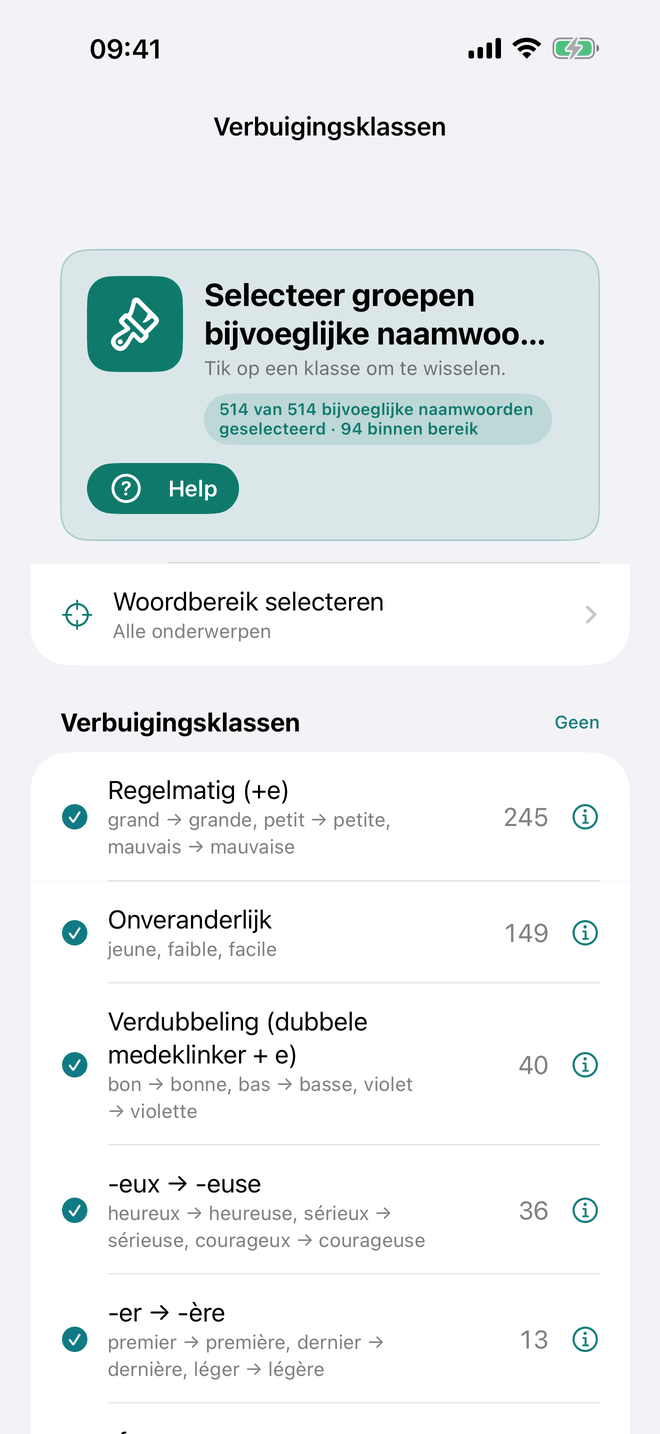 09:41
Verbuigingsklassen
Selecteer groepen
bijvoeglijke naamwoo...
Tik op een klasse om te wisselen.
514 van 514 bijvoeglijke naamwoorden
geselecteerd · 94 binnen bereik
Help
Woordbereik selecteren
Alle onderwerpen
Verbuigingsklassen
Geen
Regelmatig (+e)
grand → grande, petit → petite,
mauvais → mauvaise
245
Onveranderlijk
jeune, faible, facile
149
Verdubbeling (dubbele
medeklinker + e)
bon → bonne, bas → basse, violet
→ violette
40
-eux → -euse
heureux → heureuse, sérieux →
sérieuse, courageux → courageuse
36
-er → -ère
premier → première, dernier →
dernière, léger → légère
13